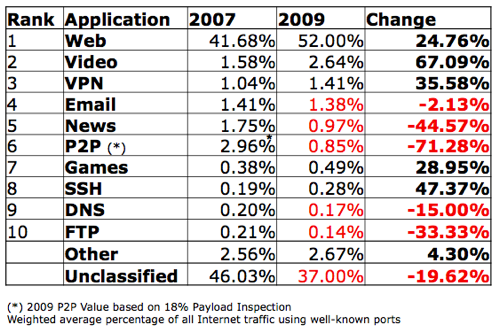 Rank Application 2007 2009 Change
1 Web 41.68% 52.00% 24.76%
2 Video 1.58% 2.64% 67.09%
3 VPN 1.04% 1.41% 35.58%
4 Email 1.41% 1.38% -2.13%
5 News 1.75% 0.97% -44.57%
6 P2P (*) 2.96%* 0.85% -71.28%
7 Games 0.38% 0.49% 28.95%
8 SSH 0.19% 0.28% 47.37%
9 DNS 0.20% 0.17% -15.00%
10 FTP 0.21% 0.14% -33.33%
Other 2.56% 2.67% 4.30%
Unclassified 46.03% 37.00% -19.62%
(*) 2009 P2P Value based on 18% Payload Inspection
Weighted average percentage of all Internet traffic using well-known ports